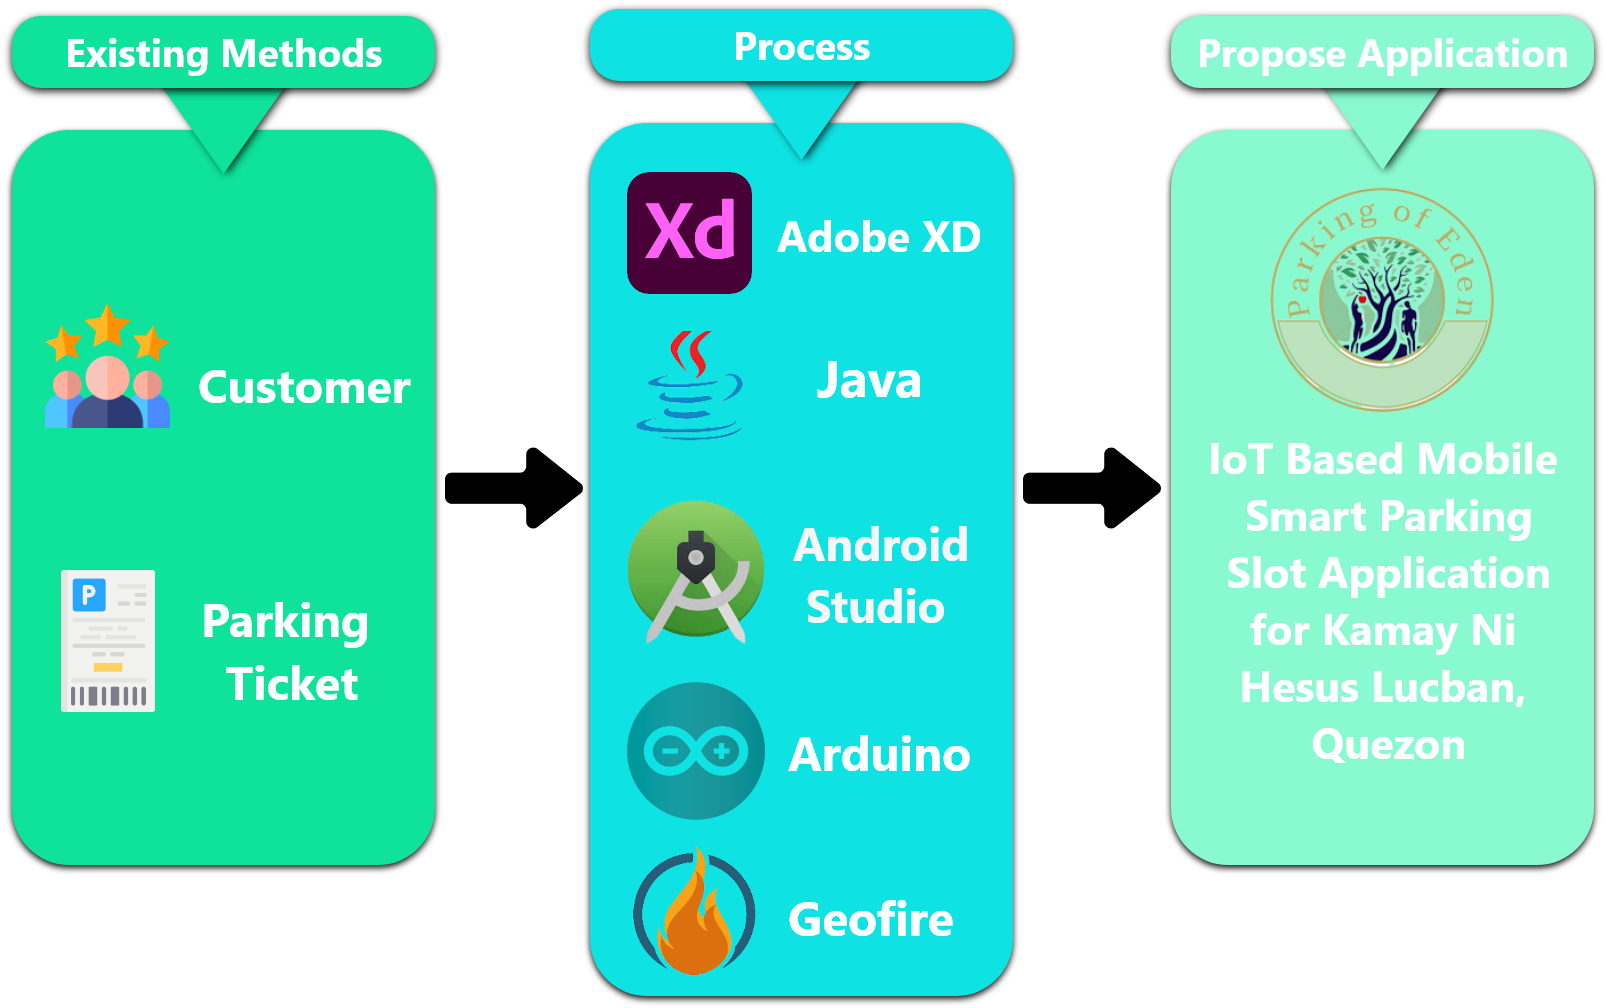 Existing Methods
Customer
Parking
Ticket
P
Process
Xd
Adobe XD
Java
Android
Studio
Arduino
Geofire
Propose Application
Parking of Eden
IoT Based Mobile
Smart Parking
Slot Application
for Kamay Ni
Hesus Lucban,
Quezon